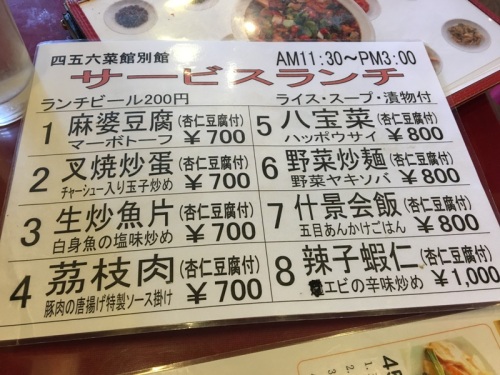 四五六菜館別館
AM11:30~PM3:00
サービスランチ
ランチビール200円
ライス・スープ・漬物付
1 麻婆豆腐(杏仁豆腐付)
マーボトーフ ¥700
2 叉焼炒蛋(杏仁豆腐付)
チャーシュー入り玉子炒め ¥700
3 生炒魚片(杏仁豆腐付)
白身魚の塩味炒め ¥700
4 茘枝肉(杏仁豆腐付)
豚肉の唐揚げ特製ソース掛け ¥700
5 八宝菜(杏仁豆腐付)
ハッポウサイ ¥800
6 野菜炒麺(杏仁豆腐付)
野菜ヤキソバ ¥800
7 什景会飯(杏仁豆腐付)
五目あんかけごはん ¥800
8 辣子蝦仁(杏仁豆腐付)
エビの辛味炒め ¥1,000